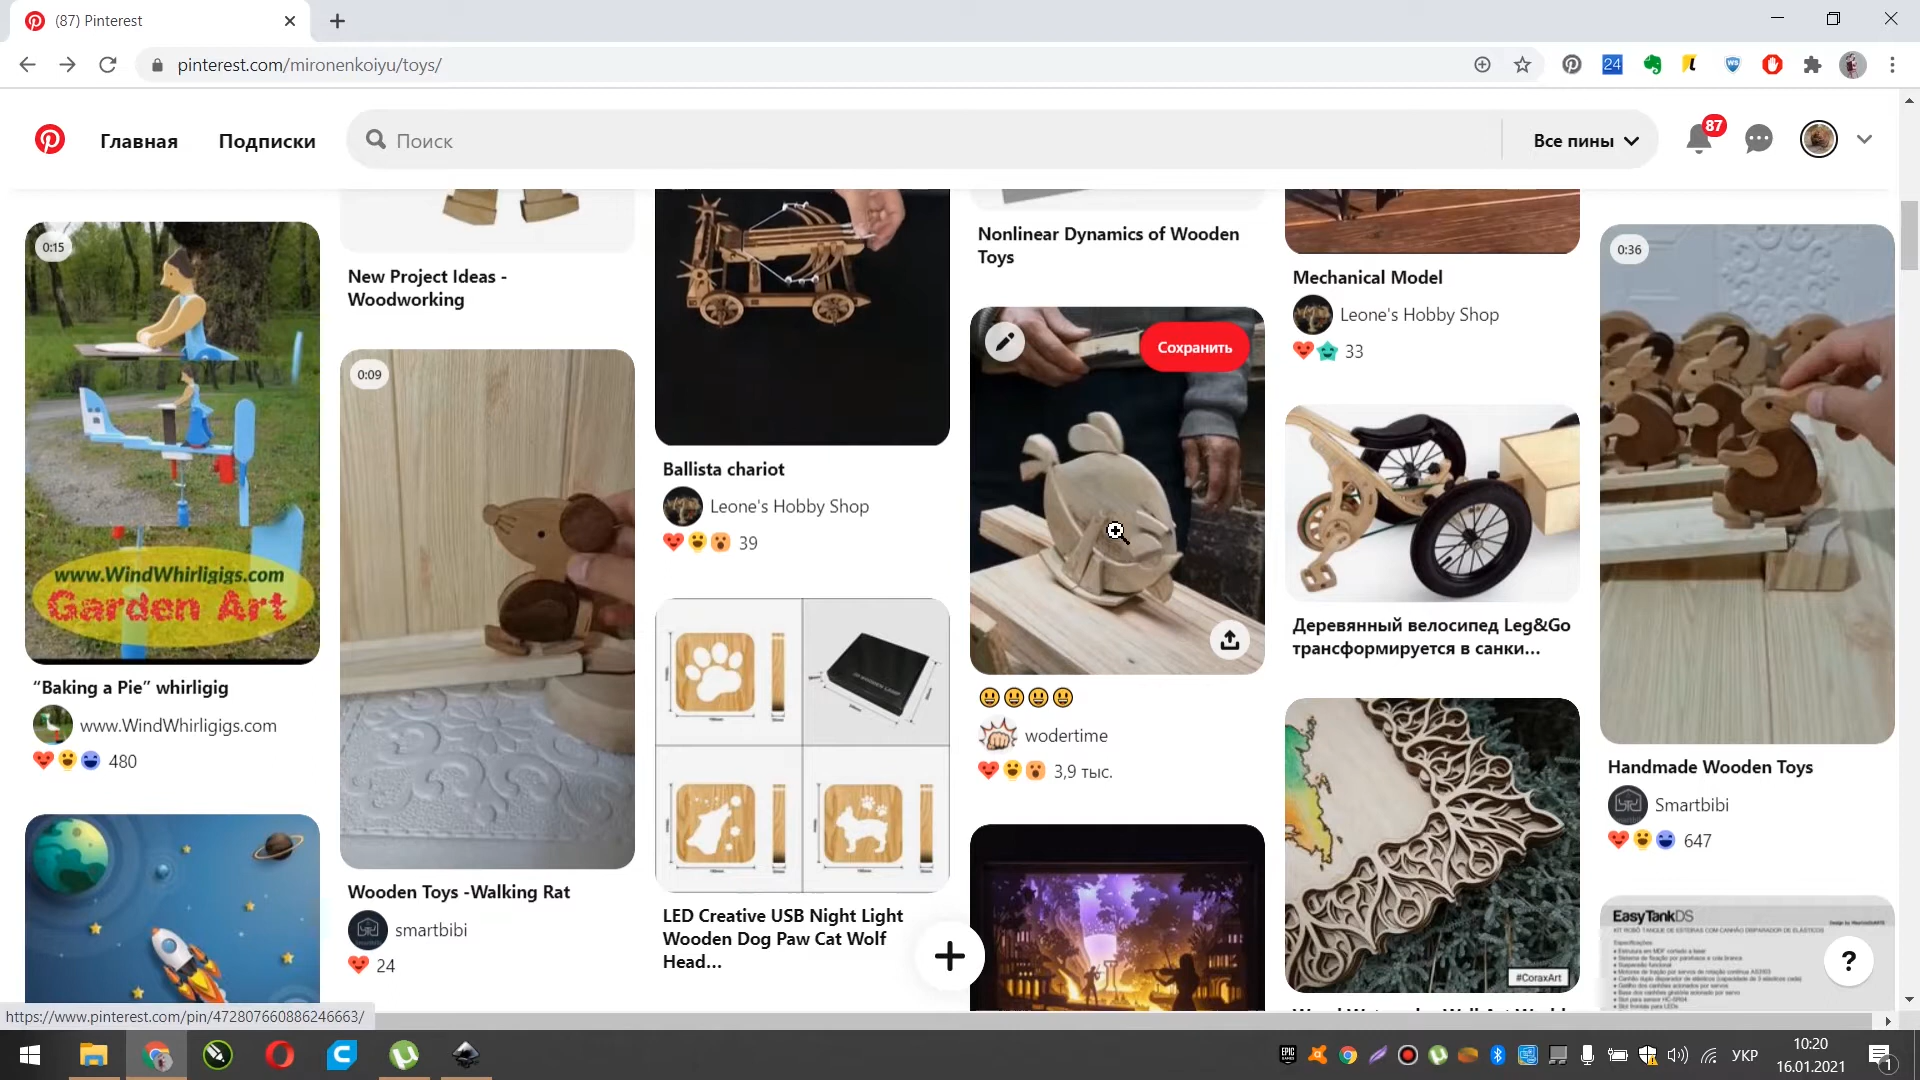 (87) Pinterest
pinterest.com/mironenkoiyu/toys/
24
Главная
Подписки
Поиск
Все пины
87
0:15
www.WindWhirligigs.com
Garden Art
“Baking a Pie” whirligig
www.WindWhirligigs.com
480
New Project Ideas -
Woodworking
0:09
Wooden Toys -Walking Rat
smartbibi
24
Ballista chariot
Leone's Hobby Shop
39
LED Creative USB Night Light
Wooden Dog Paw Cat Wolf
Head...
Nonlinear Dynamics of Wooden
Toys
Сохранить
wodertime
3,9 тыс.
Mechanical Model
Leone's Hobby Shop
33
Деревянный велосипед Leg&Go
трансформируется в санки...
#CoraxArt
0:36
Handmade Wooden Toys
Smartbibi
647
EasyTankDS
?
https://www.pinterest.com/pin/472807660886246663/
УКР
10:20
16.01.2021
1